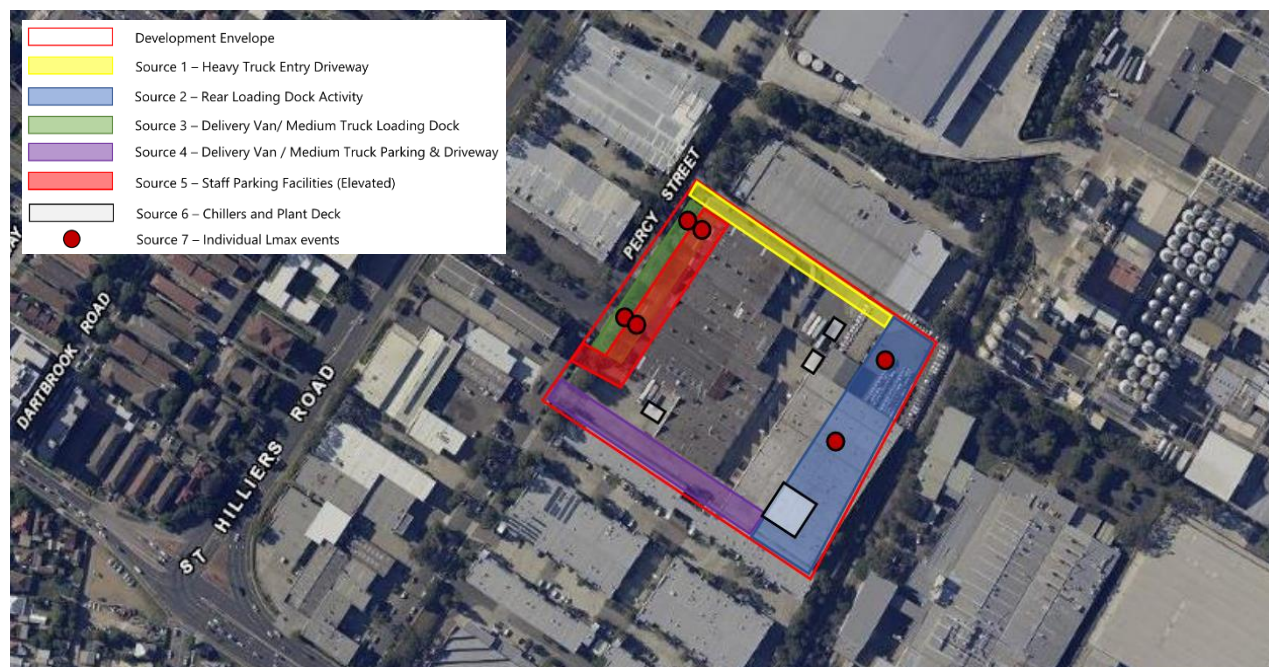 Development Envelope
Source 1 – Heavy Truck Entry Driveway
Source 2 – Rear Loading Dock Activity
Source 3 – Delivery Van/ Medium Truck Loading Dock
Source 4 – Delivery Van / Medium Truck Parking & Driveway
Source 5 – Staff Parking Facilities (Elevated)
Source 6 – Chillers and Plant Deck
Source 7 – Individual Lmax events
PERCY STREET
DARTBROOK ROAD
ST HILLIERS ROAD